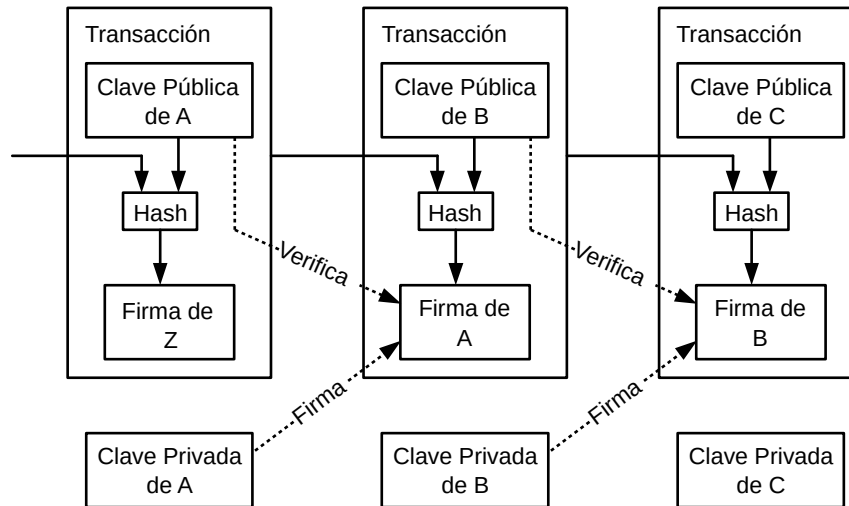 Transacción
Clave Pública
de A
Hash
Verifica
Firma de
Z
Transacción
Clave Pública
de B
Hash
Verifica
Firma de
A
Transacción
Clave Pública
de C
Hash
Firma de
B
Firma
Firma
Clave Privada
de A
Clave Privada
de B
Clave Privada
de C